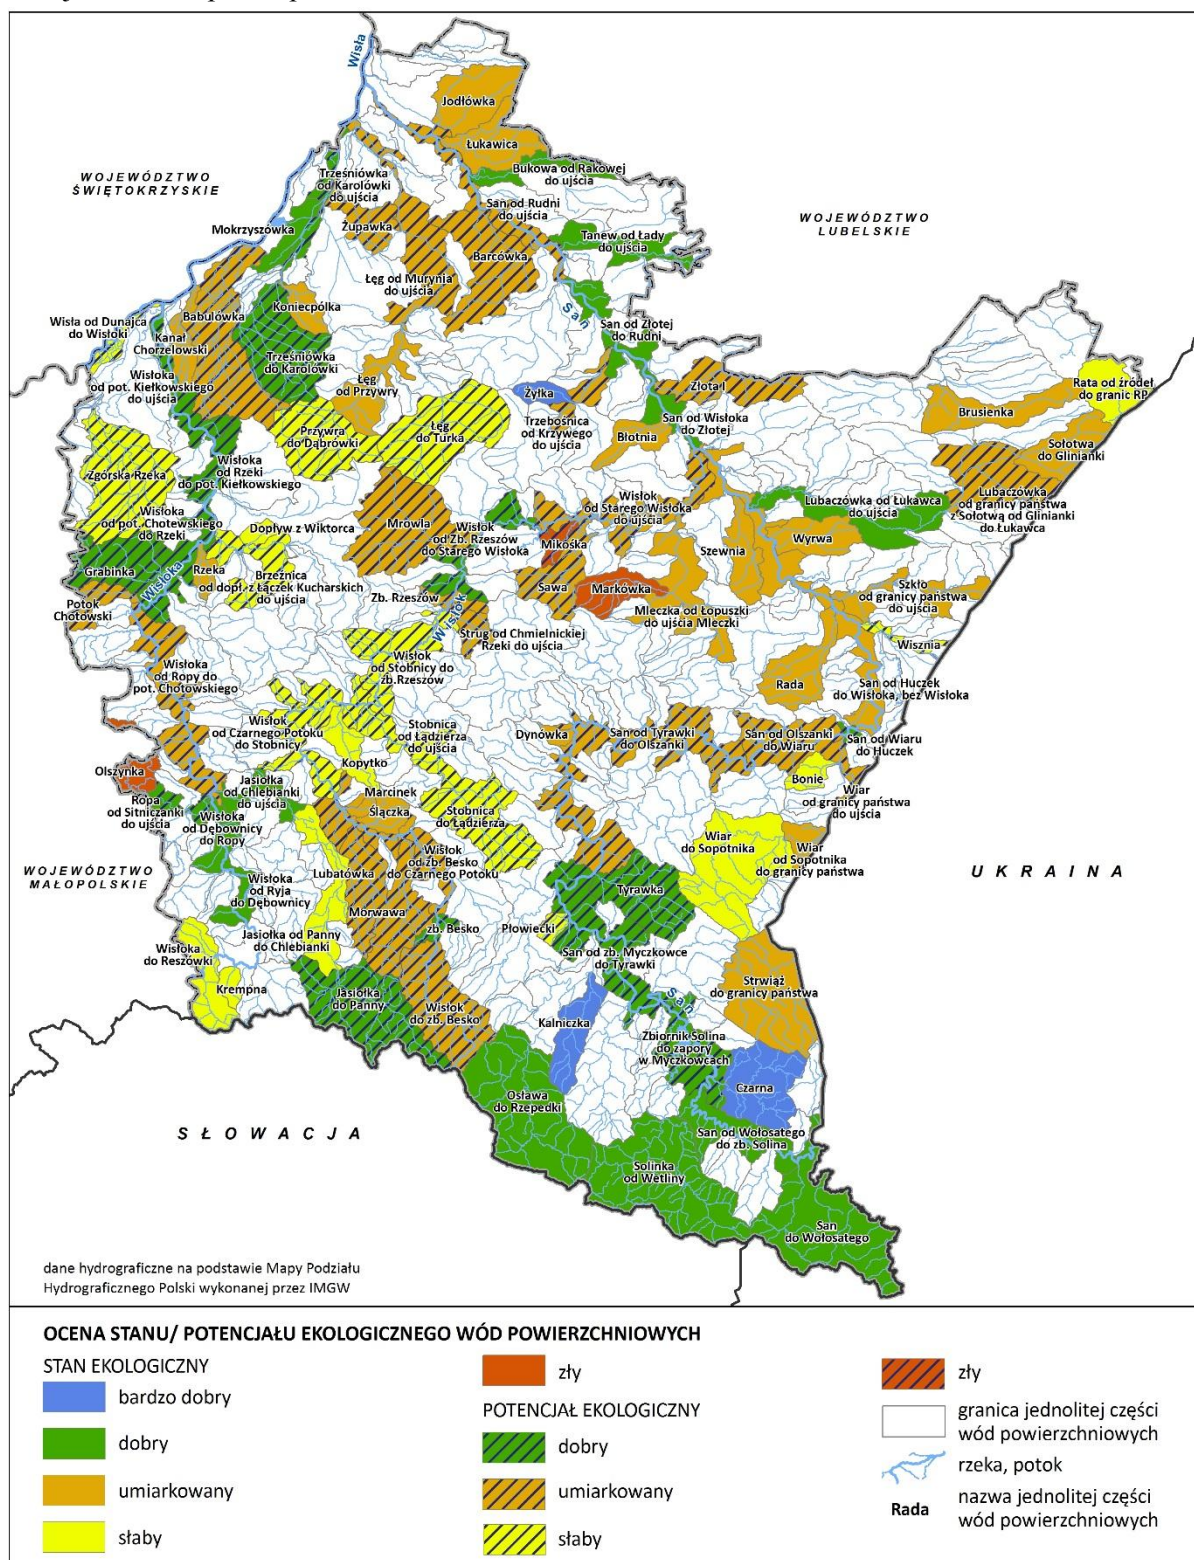 Wisła
Jodłówka
Łukawica
WOJEWÓDZTWO
ŚWIĘTOKRZYSKIE
Trześniówka
od Karolówki
do ujścia
Bukowa od Rakowej
do ujścia
San od Rudni
do ujścia
WOJEWÓDZTWO
LUBELSKIE
Mokrzyszówka
Żupawka
Tanew od Łady
do ujścia
Barcówka
Łęg od Murynia
do ujścia
San
Koniecpólka
Babulówka
Wisła od Dunajca
do Wisłoki
Kanał
Chorzelowski
San od Złotej
do Rudni
Trześniówka
do Karolówki
Wisłoka
od pot. Kiełkowskiego
do ujścia
Łęg
od Przywry
Żyłka
Złota I
Rata od źródeł
do granic RP
Brusienka
Trzebośnica
od Krzywego
do ujścia
San od Wisłoka
do Złotej
Przywra
do Dąbrówki
Łęg
do Turka
Błotnia
Sołotwa
do Glinianki
Zgórska Rzeka
Wisłoka
od Rzeki
do pot. Kiełkowskiego
Lubaczówka
od granicy państwa
z Sołotwą od Glinianki
do Łukawca
Wisłok
od Starego Wisłoka
do ujścia
Lubaczówka od Łukawca
do ujścia
Wisłoka
od pot. Chotewskiego
do Rzeki
Dopływ z Wiktorca
Mrowla
Wisłok
od Zb. Rzeszów
do Starego Wisłoka
Mikośka
Szewnia
Wyrwa
Grabinka
Wisłoka
Rzeka
Brzeźnica
od dopł. z Łączek Kucharskich
do ujścia
Zb. Rzeszów
Sawa
Markówka
Szkło
od granicy państwa
do ujścia
Potok
Chotowski
Wisłok
Mleczka od Łopuszki
do ujścia Mleczki
Strug od Chmielnickiej
Rzeki do ujścia
Wisznia
Wisłok
od Stobnicy do
zb.Rzeszów
Wisłoka
od Ropy do
pot. Chotowskiego
Rada
San od Huczek
do Wisłoka, bez Wisłoka
Wisłok
od Czarnego Potoku
do Stobnicy
Stobnica
od Łądzierza
do ujścia
Dynówka
San od Tyrawki
do Olszanki
San od Olszanki
do Wiaru
San od Wiaru
do Huczek
Olszynka
Kopytko
Bonie
Jasiołka
od Chlebianki
do ujścia
Marcinek
Ropa
od Sitniczanki
do ujścia
Ślączka
Stobnica
do Łądzierza
Wiar
od granicy państwa
do ujścia
Wisłoka
od Dębownicy
do Ropy
Wiar
do Sopotnika
Wiar
od Sopotnika
do granicy państwa
Wisłok
od zb. Besko
do Czarnego Potoku
WOJEWÓDZTWO
MAŁOPOLSKIE
Lubatówka
Wisłoka
od Ryja
do Dębownicy
Tyrawka
UKRAINA
Morwawa
zb. Besko
Płowiecki
Jasiołka od Panny
do Chlebianki
Wisłoka
do Reszówki
San od zb. Myczkowce
do Tyrawki
Krempna
Jasiołka
do Panny
Strwiąż
do granicy państwa
San
Wisłok
do zb. Besko
Kalniczka
Zbiornik Solina
do zapory
w Myczkowcach
Czarna
Osława
do Rzepedki
SŁOWACJA
San od Wołosatego
do zb. Solina
Solinka
od Wetliny
San
do Wołosatego
dane hydrograficzne na podstawie Mapy Podziału
Hydrograficznego Polski wykonanej przez IMGW
OCENA STANU/ POTENCJAŁU EKOLOGICZNEGO WÓD POWIERZCHNIOWYCH
STAN EKOLOGICZNY
bardzo dobry
dobry
umiarkowany
słaby
zły
POTENCJAŁ EKOLOGICZNY
dobry
umiarkowany
słaby
zły
granica jednolitej części
wód powierzchniowych
rzeka, potok
Rada
nazwa jednolitej części
wód powierzchniowych